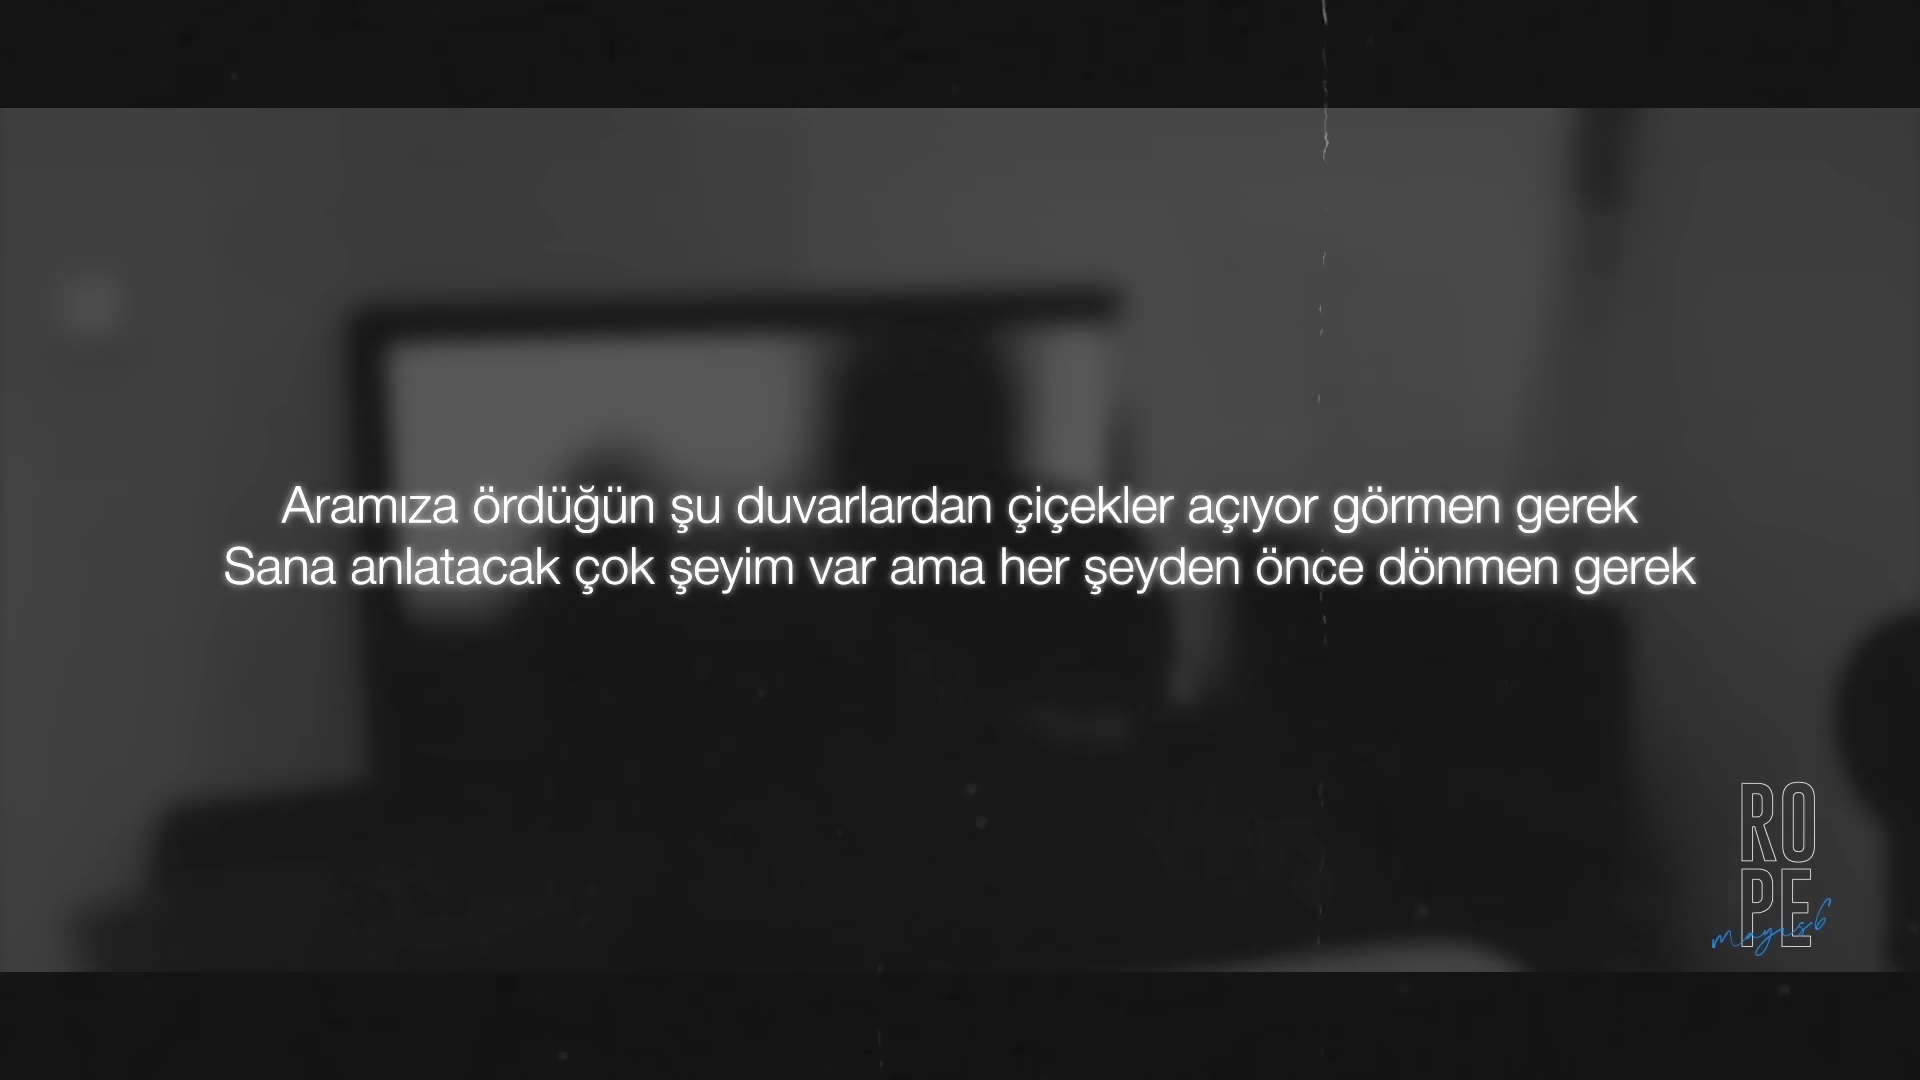 Aramıza ördüğün şu duvarlardan çiçekler açıyor görmen gerek
Sana anlatacak çok şeyim var ama her şeyden önce dönmen gerek
RO
PE
mayıs6